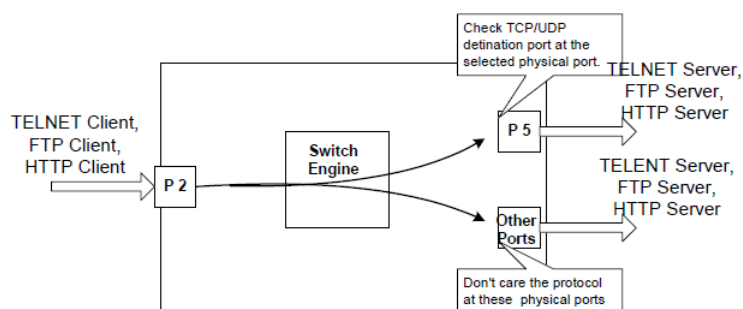 Check TCP/UDP
detination port at the
selected physical port.
TELNET Server,
FTP Server,
HTTP Server
TELNET Client,
FTP Client,
HTTP Client
P 2
Switch
Engine
P 5
TELENT Server,
FTP Server,
HTTP Server
Other
Ports
Don't care the protocol
at these physical ports